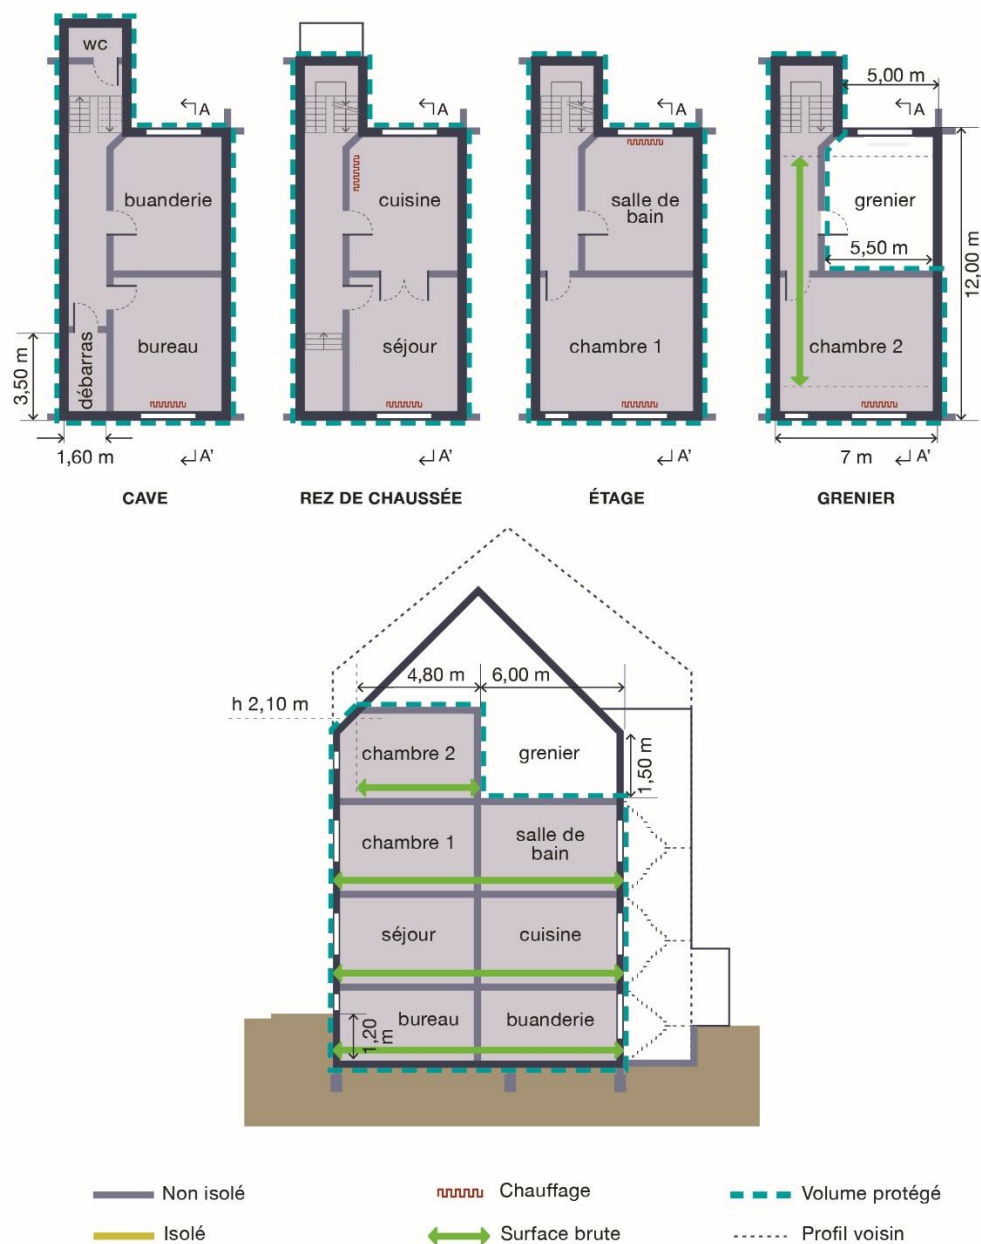 wc
A
buanderie
débarras
bureau
3,50 m
1,60 m
A'
CAVE
A
cuisine
séjour
A'
REZ DE CHAUSSÉE
A
salle de
bain
chambre 1
A'
ÉTAGE
5,00 m
A
grenier
5,50 m
12,00 m
chambre 2
7 m
A'
GRENIER
4,80 m
6,00 m
h 2,10 m
chambre 2
grenier
1,50 m
chambre 1
salle de
bain
séjour
cuisine
1,20
m
bureau
buanderie
Non isolé
Chauffage
Volume protégé
Isolé
Surface brute
Profil voisin